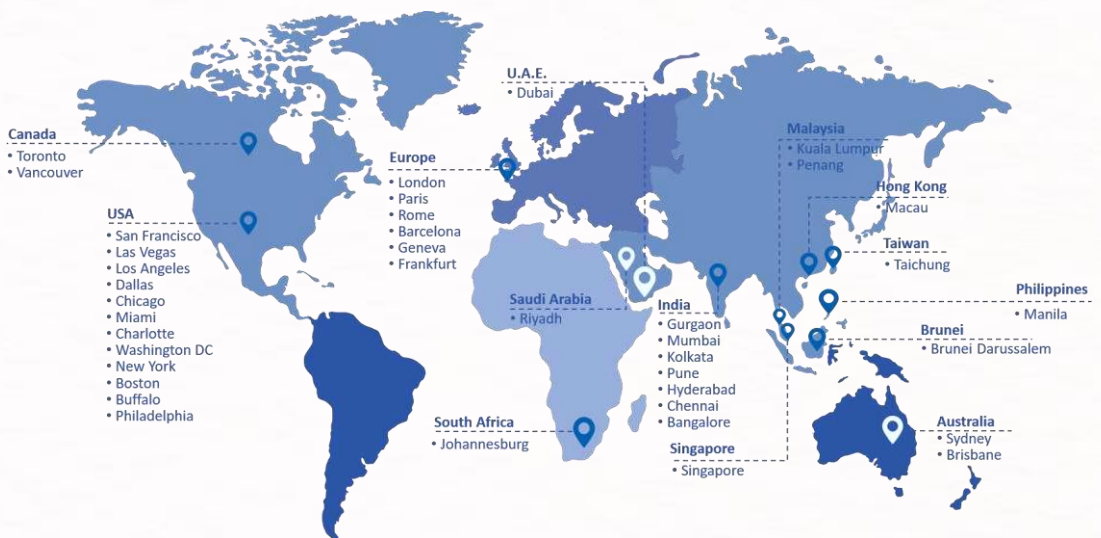 Canada
• Toronto
• Vancouver
USA
• San Francisco
• Las Vegas
• Los Angeles
• Dallas
• Chicago
• Miami
• Charlotte
• Washington DC
• New York
• Boston
• Buffalo
• Philadelphia
Europe
• London
• Paris
• Rome
• Barcelona
• Geneva
• Frankfurt
U.A.E.
• Dubai
Saudi Arabia
• Riyadh
South Africa
• Johannesburg
India
• Gurgaon
• Mumbai
• Kolkata
• Pune
• Hyderabad
• Chennai
• Bangalore
Singapore
• Singapore
Malaysia
• Kuala Lumpur
• Penang
Hong Kong
• Macau
Taiwan
• Taichung
Philippines
• Manila
Brunei
• Brunei Darussalem
Australia
• Sydney
• Brisbane